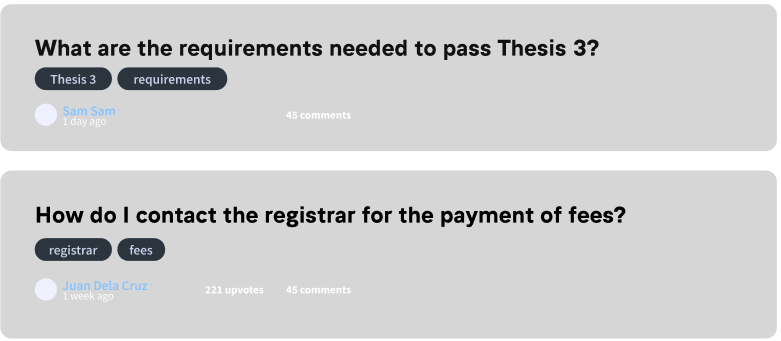 What are the requirements needed to pass Thesis 3?
Thesis 3 requirements
Sam Sam
1 day ago
45 comments
How do I contact the registrar for the payment of fees?
registrar fees
Juan Dela Cruz
1 week ago
221 upvotes 45 comments